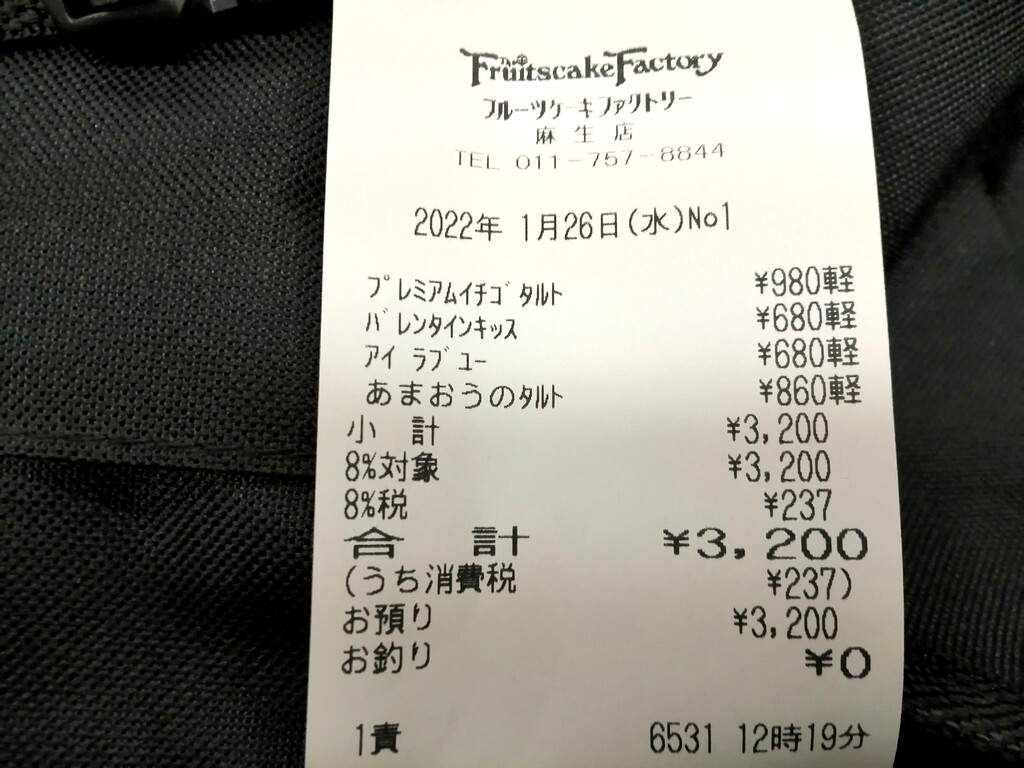 The FruitscakeFactory
フルーツケーキファクトリー
麻生店
TEL 011-757-8844
2022年 1月26日(水)No1
プレミアムイチゴタルト ¥980軽
バレンタインキッス ¥680軽
アイラブユー ¥680軽
あまおうのタルト ¥860軽
小計 ¥3,200
8%対象 ¥3,200
8%税 ¥237
合計 ¥3,200
(うち消費税 ¥237)
お預り ¥3,200
お釣り ¥0
1責 6531 12時19分